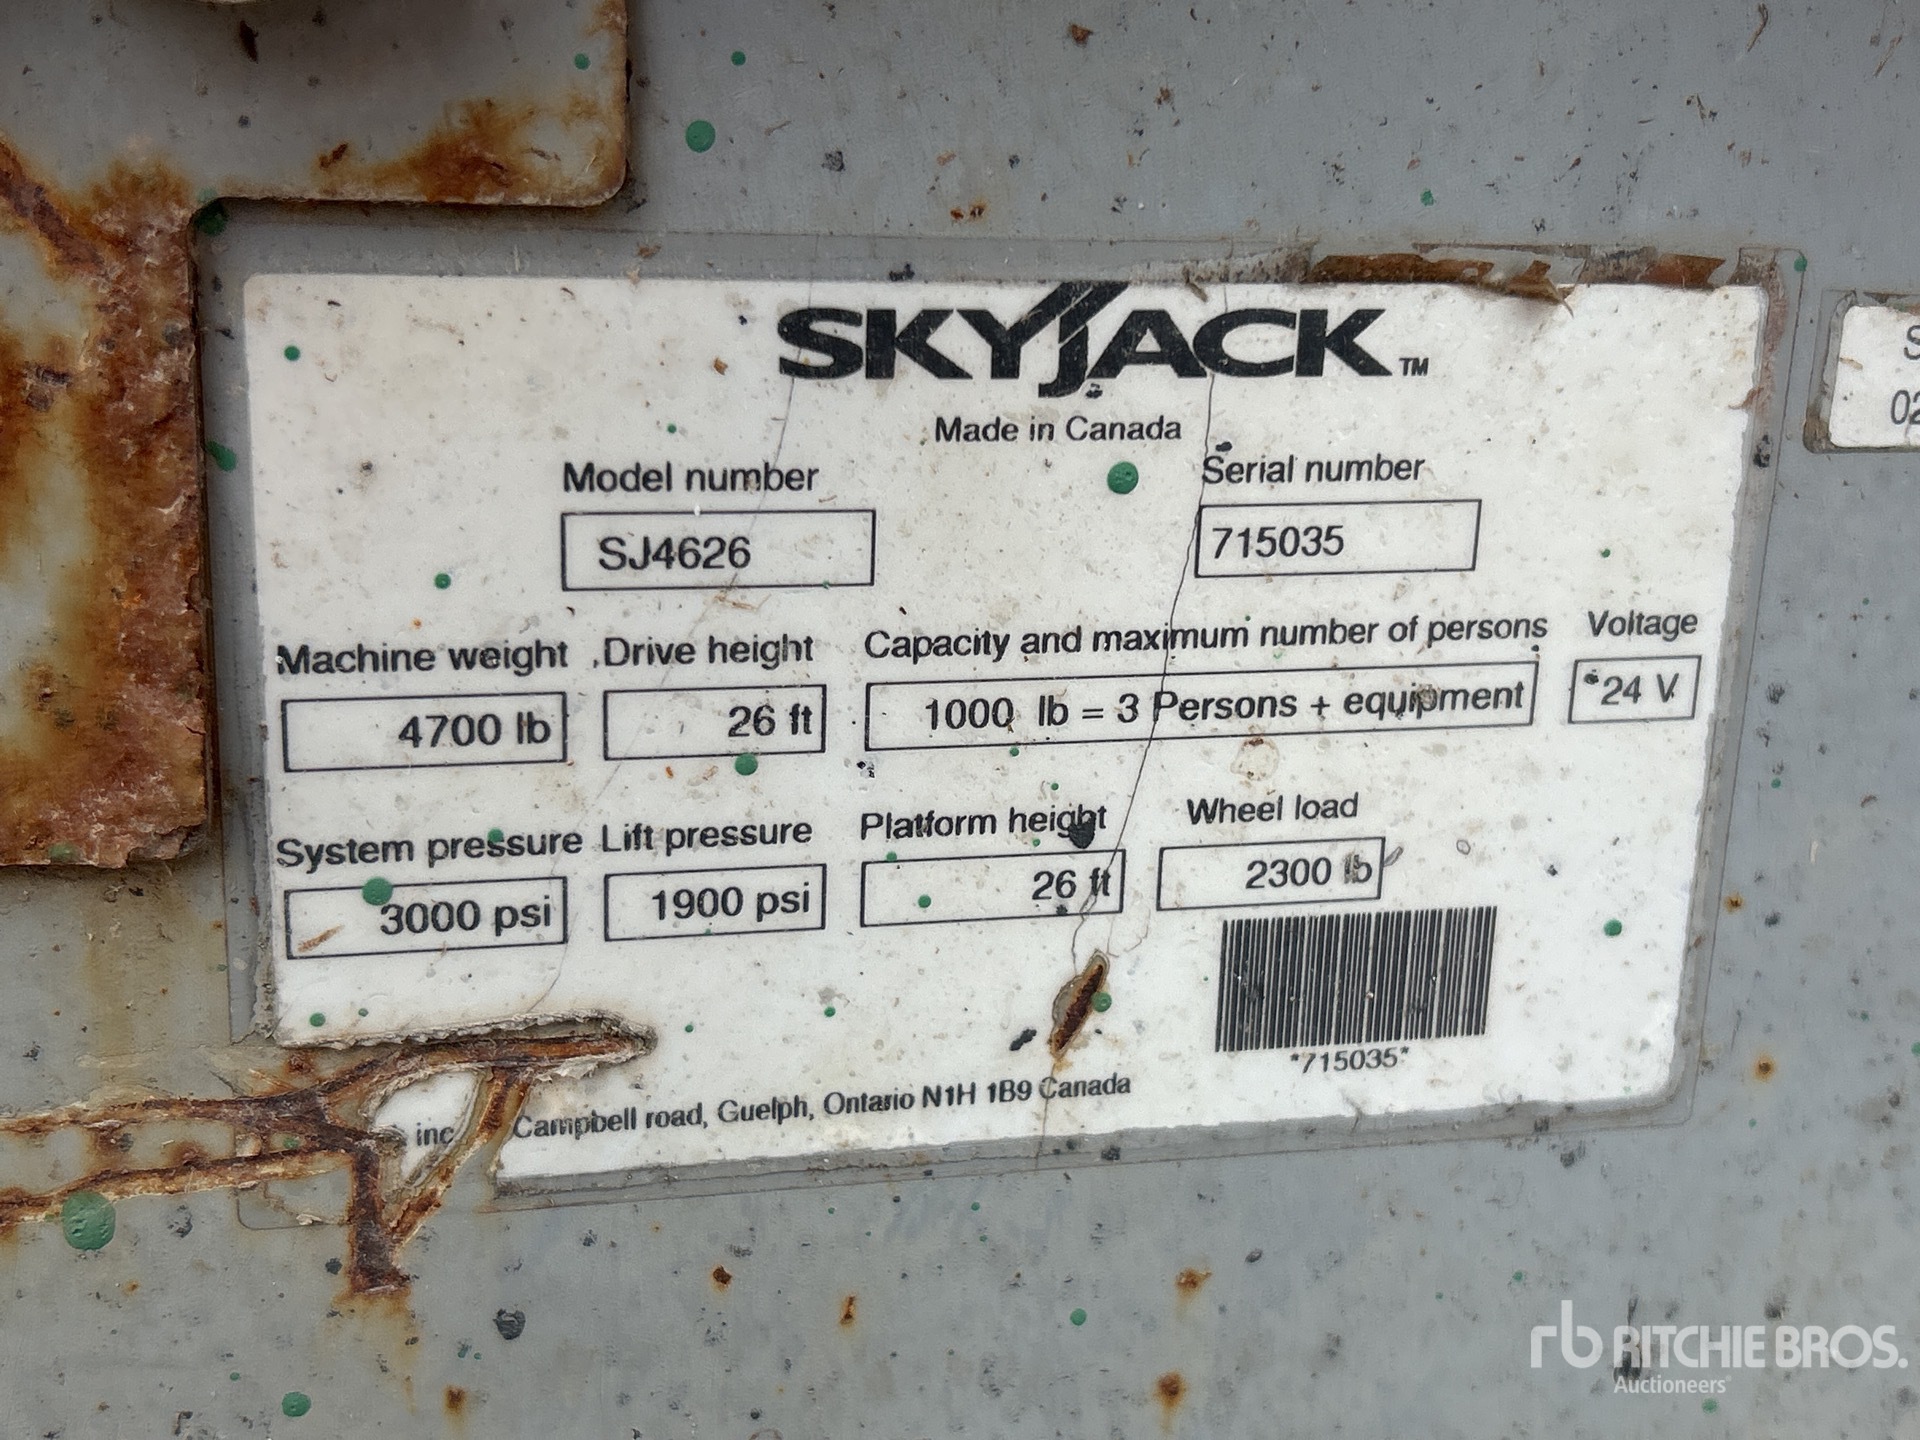 SKYJACK™
Made in Canada
Model number
Serial number
SJ4626
715035
Machine weight
Drive height
Capacity and maximum number of persons
Voltage
4700 lb
26 ft
1000 lb = 3 Persons + equipment
24 V
System pressure
Lift pressure
Platform height
Wheel load
3000 psi
1900 psi
26 ft
2300 lb
*715035*
inc
Campbell road, Guelph, Ontario N1H 1B9 Canada
S
02
rb RITCHIE BROS.
Auctioneers